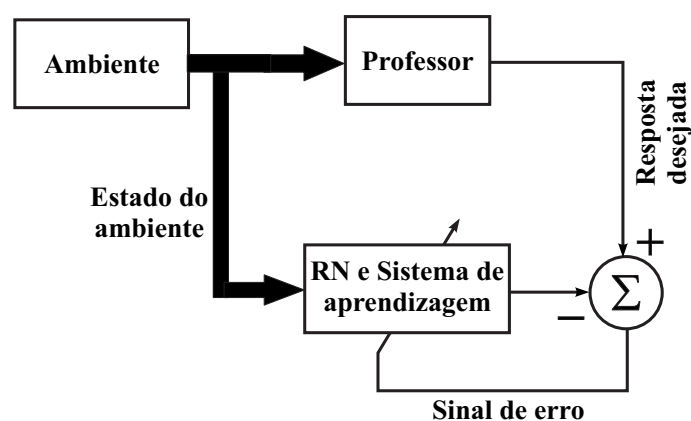 Ambiente
Professor
Resposta
desejada
Estado do
ambiente
+
RN e Sistema de
aprendizagem
Σ
−
Sinal de erro